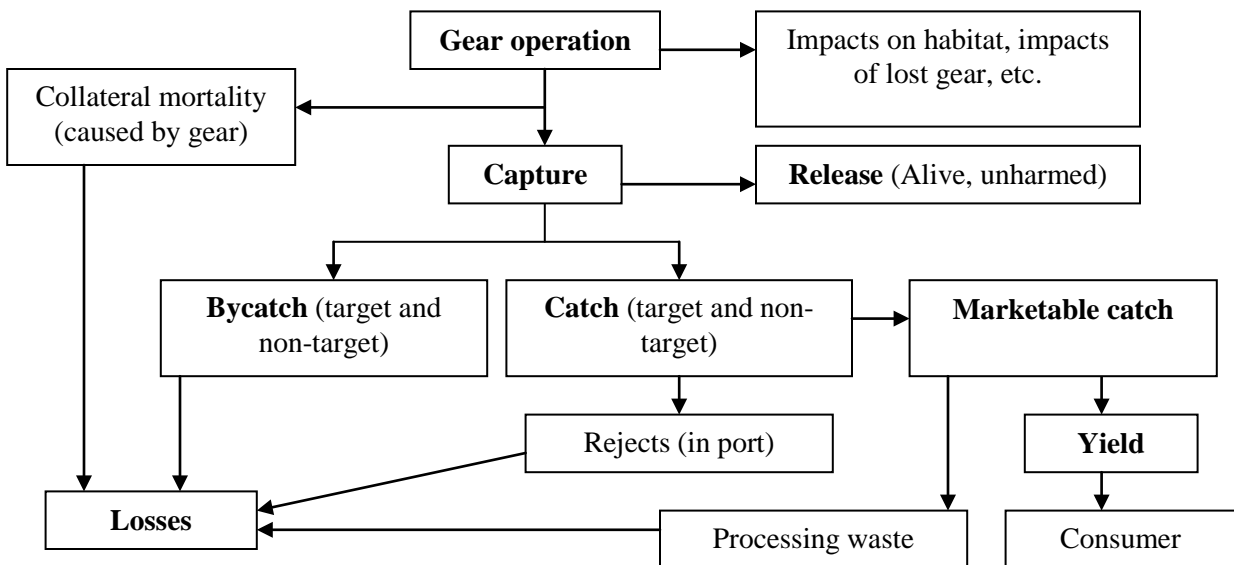 Gear operation
Impacts on habitat, impacts
of lost gear, etc.
Collateral mortality
(caused by gear)
Capture
Release (Alive, unharmed)
Bycatch (target and
non-target)
Catch (target and non-
target)
Marketable catch
Rejects (in port)
Yield
Losses
Processing waste
Consumer